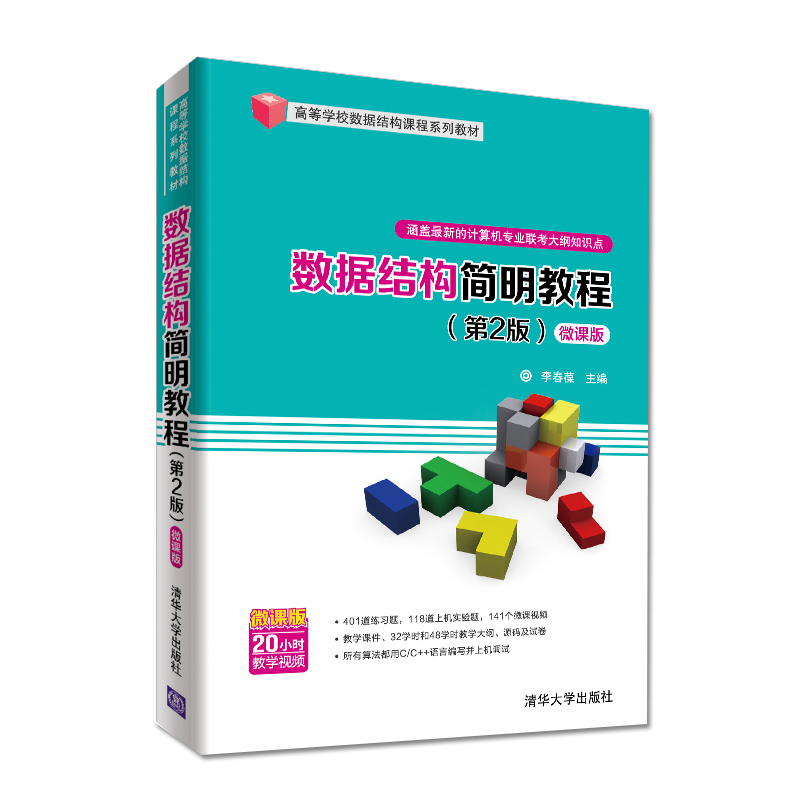 高等学校数据结构课程系列教材
涵盖最新的计算机专业联考大纲知识点
数据结构简明教程
（第2版）微课版
李春葆 主编
微课版
20小时
教学视频
• 401道练习题，118道上机实验题，141个微课视频
• 教学课件、32学时和48学时教学大纲、源码及试卷
• 所有算法都用C/C++语言编写并上机调试
清华大学出版社
高等学校数据结构
课程系列教材
数据结构简明教程
（第2版）
微课版
清华大学出版社